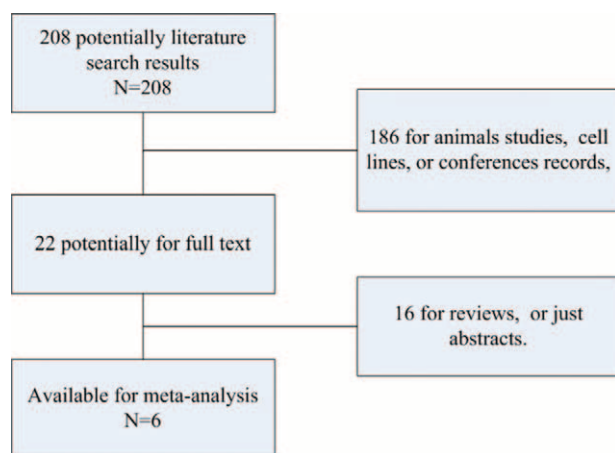 208 potentially literature
search results
N=208
186 for animals studies, cell
lines, or conferences records,
22 potentially for full text
16 for reviews, or just
abstracts.
Available for meta-analysis
N=6